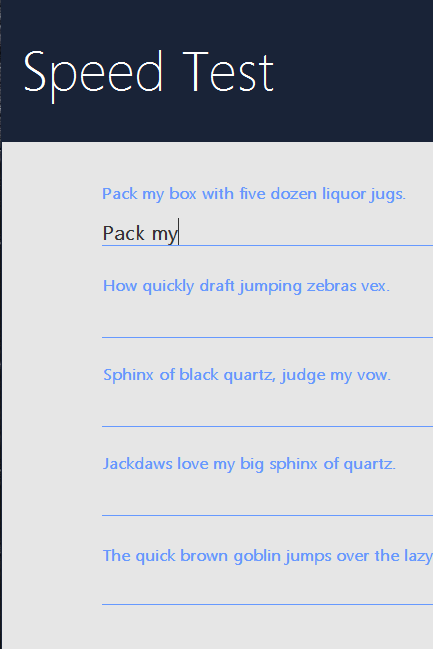 Speed Test
Pack my box with five dozen liquor jugs.
Pack my
How quickly draft jumping zebras vex.
Sphinx of black quartz, judge my vow.
Jackdaws love my big sphinx of quartz.
The quick brown goblin jumps over the lazy